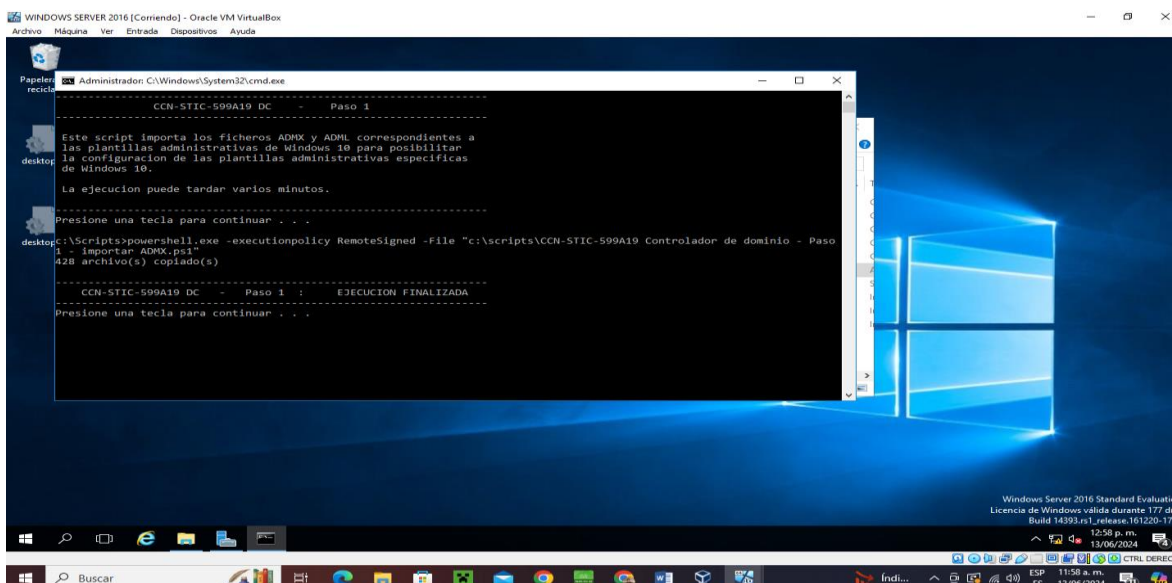 WINDOWS SERVER 2016 [Corriendo] - Oracle VM VirtualBox
Archivo Máquina Ver Entrada Dispositivos Ayuda
Administrador: C:\Windows\System32\cmd.exe
CCN-STIC-599A19 DC - Paso 1
Este script importa los ficheros ADMX y ADML correspondientes a
las plantillas administrativas de Windows 10 para posibilitar
la configuracion de las plantillas administrativas especificas
de Windows 10.
La ejecucion puede tardar varios minutos.
Presione una tecla para continuar . . .
c:\Scripts>powershell.exe -executionpolicy RemoteSigned -File "c:\scripts\CCN-STIC-599A19 Controlador de dominio - Paso
1 - importar ADMX.ps1"
428 archivo(s) copiado(s)
CCN-STIC-599A19 DC - Paso 1 : EJECUCION FINALIZADA
Presione una tecla para continuar . . .
Papeler
recicla
desktop
desktop
Windows Server 2016 Standard Evaluati
Licencia de Windows válida durante 177 d
Build 14393.rs1_release.161220-17
12:58 p. m.
13/06/2024
CTRL DEREC
Buscar
Índi...
ESP
11:58 a. m.